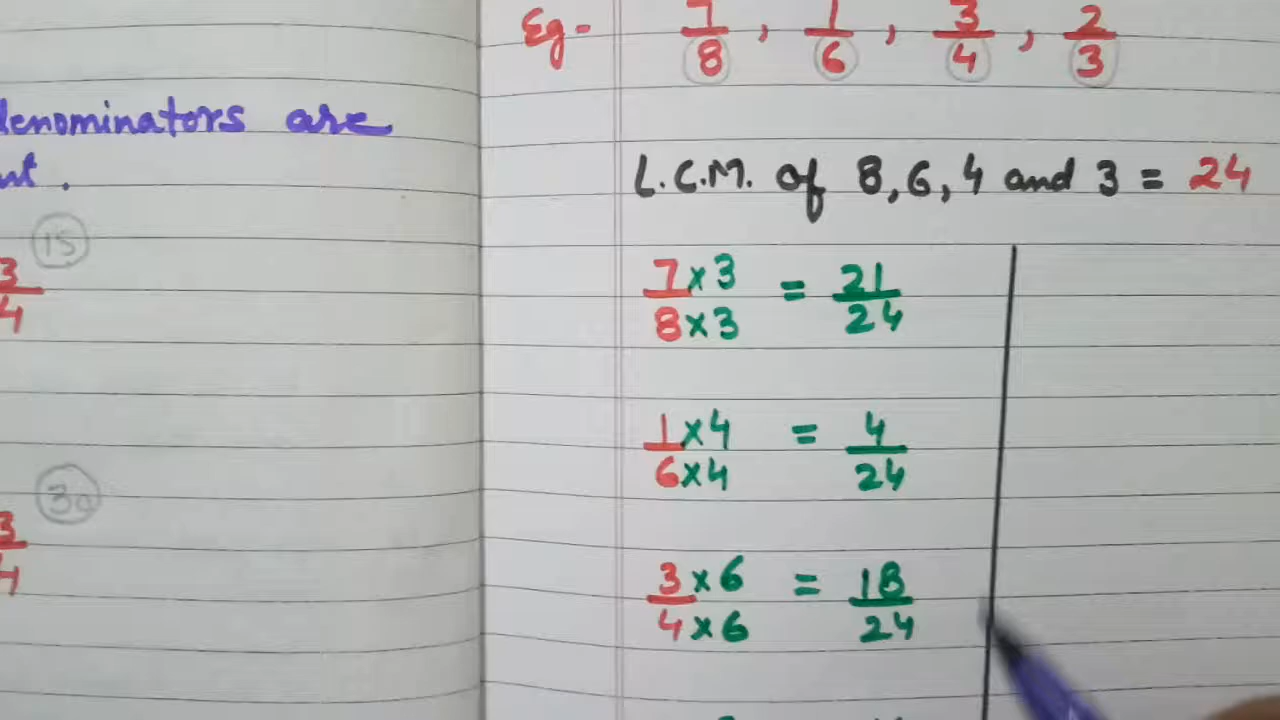 denominators are
15
3/4
30
3/4
Eg- 7/8, 1/6, 3/4, 2/3
L.C.M. of 8, 6, 4 and 3 = 24
7×3/8×3 = 21/24
1×4/6×4 = 4/24
3×6/4×6 = 18/24